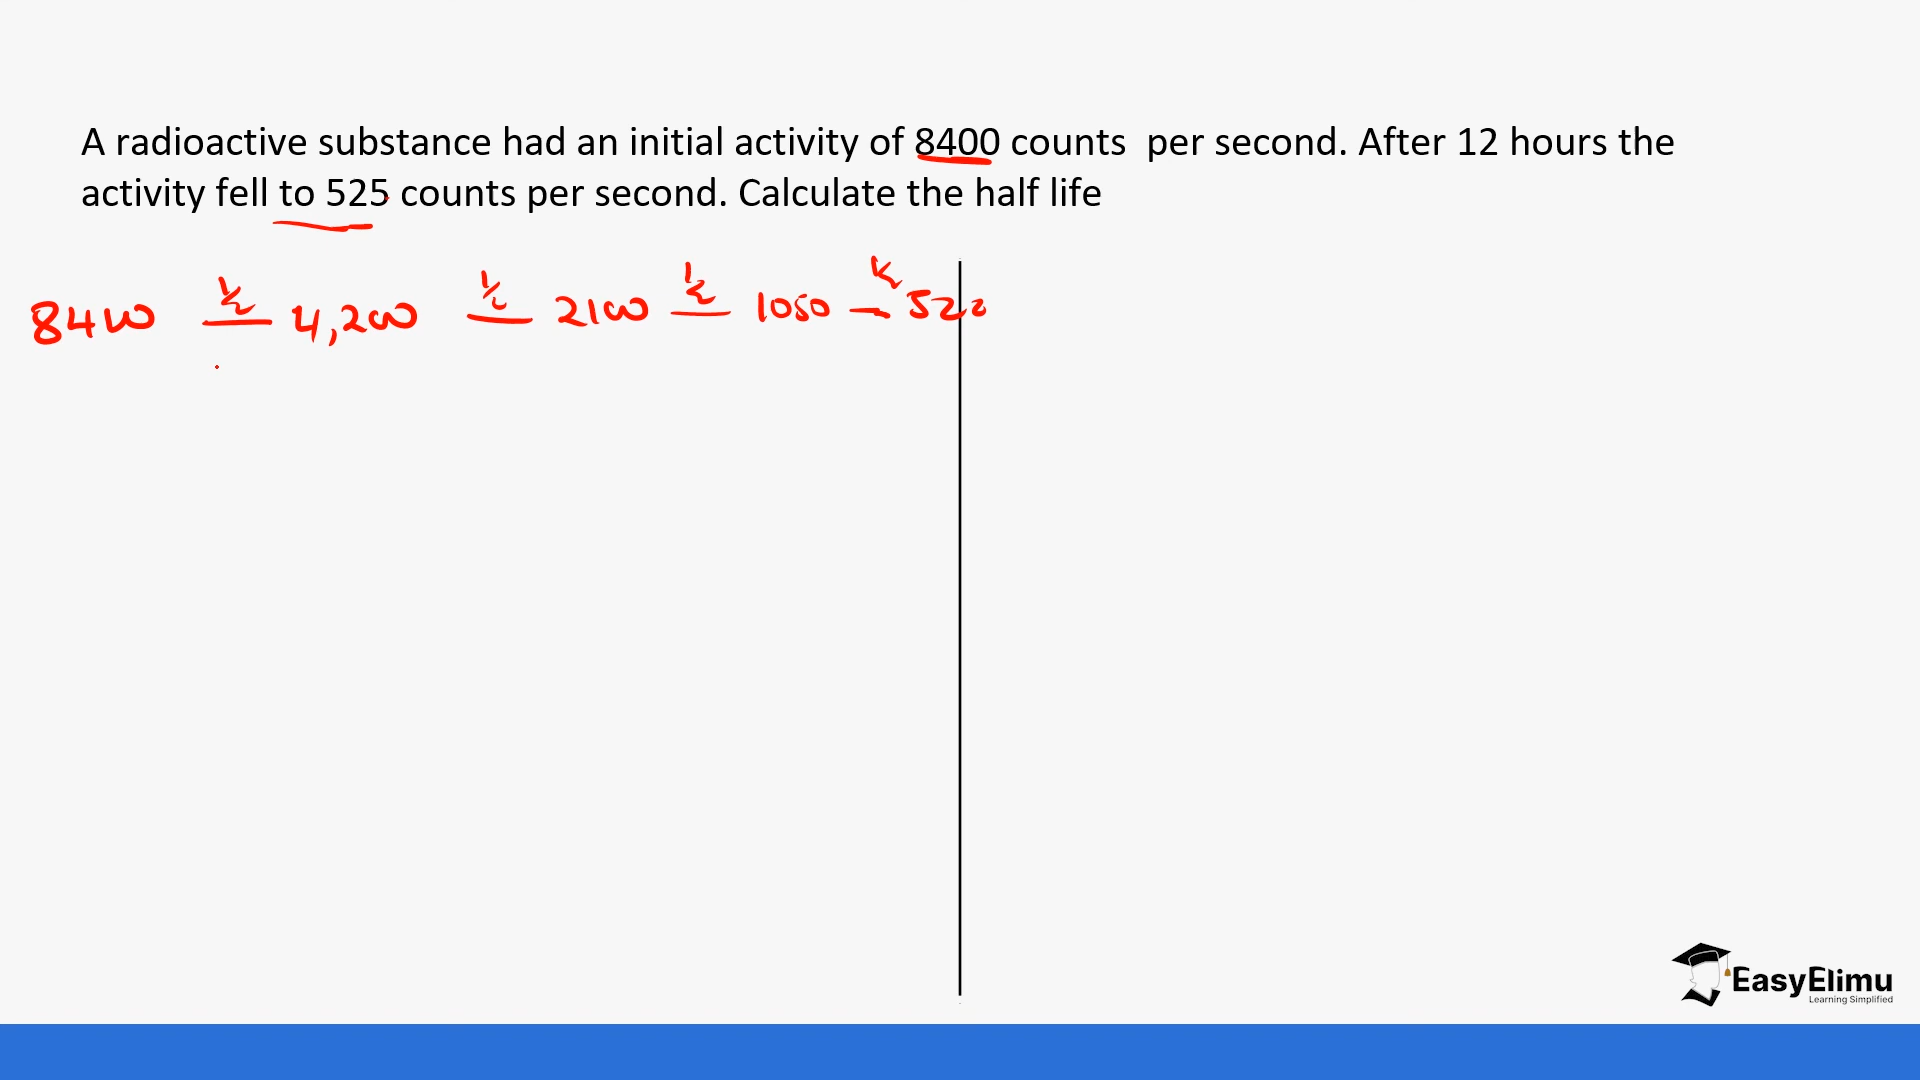 A radioactive substance had an initial activity of 8400 counts per second. After 12 hours the
activity fell to 525 counts per second. Calculate the half life
8400 ½ 4,200 ½ 2100 ½ 1050 ½ 520
EasyElimu
Learning Simplified